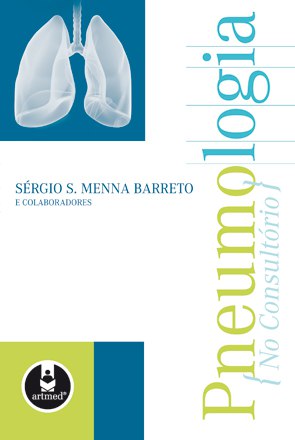 SÉRGIO S. MENNA BARRETO
E COLABORADORES
Pneumologia
{No Consultório}
artmed®